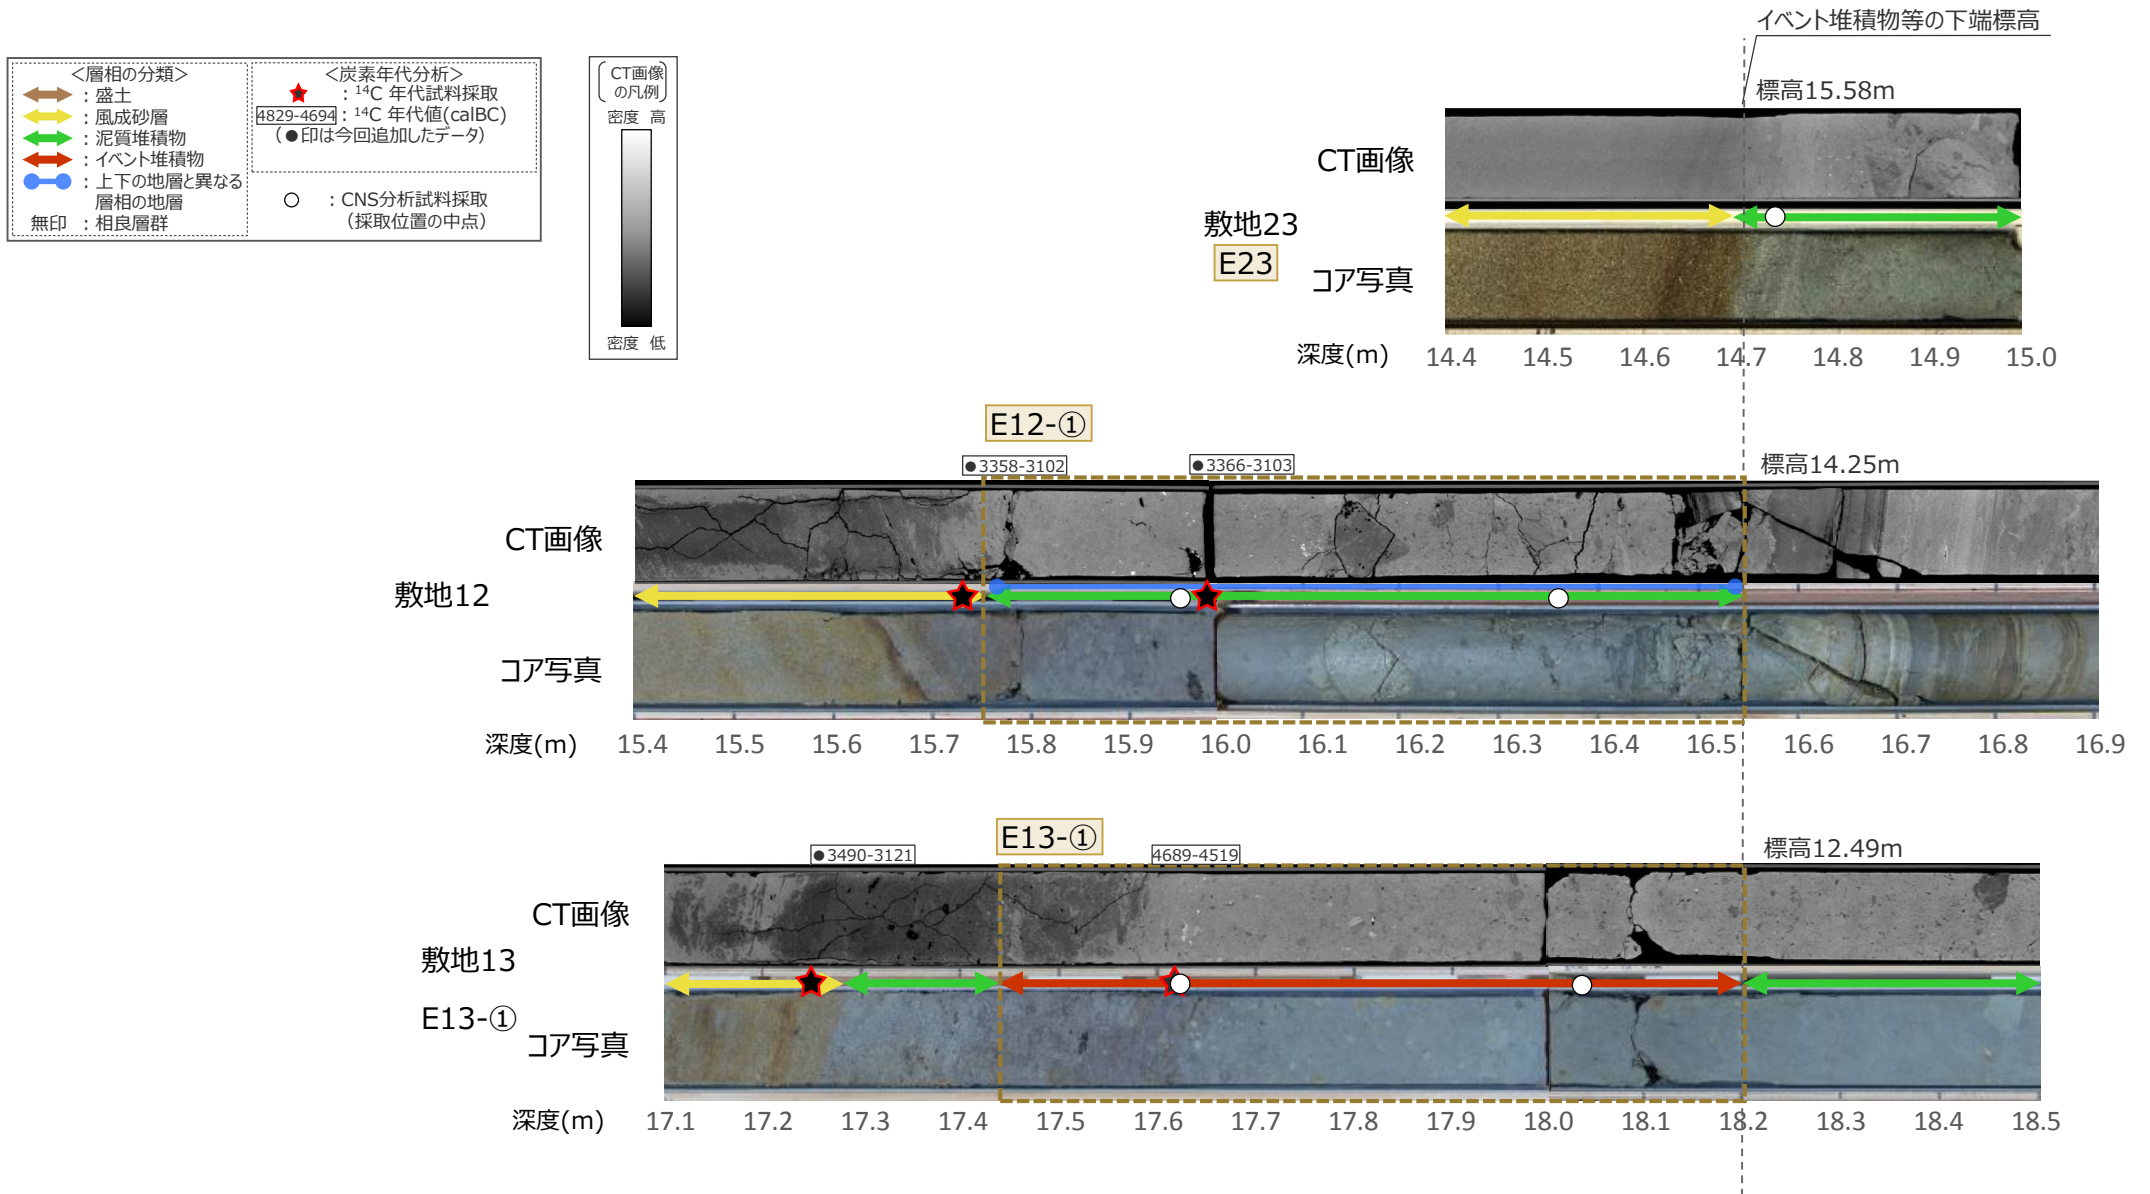 <層相の分類>
：盛土
：風成砂層
：泥質堆積物
：イベント堆積物
：上下の地層と異なる
層相の地層
無印：相良層群
<炭素年代分析>
：¹⁴C 年代試料採取
4829-4694：¹⁴C 年代値(calBC)
（●印は今回追加したデータ）
：CNS分析試料採取
（採取位置の中点）
CT画像
の凡例
密度 高
密度 低
イベント堆積物等の下端標高
標高15.58m
CT画像
敷地23
E23
コア写真
深度(m) 14.4 14.5 14.6 14.7 14.8 14.9 15.0
E12-①
●3358-3102 ●3366-3103
標高14.25m
CT画像
敷地12
コア写真
深度(m) 15.4 15.5 15.6 15.7 15.8 15.9 16.0 16.1 16.2 16.3 16.4 16.5 16.6 16.7 16.8 16.9
E13-①
●3490-3121 4689-4519
標高12.49m
CT画像
敷地13
E13-①
コア写真
深度(m) 17.1 17.2 17.3 17.4 17.5 17.6 17.7 17.8 17.9 18.0 18.1 18.2 18.3 18.4 18.5